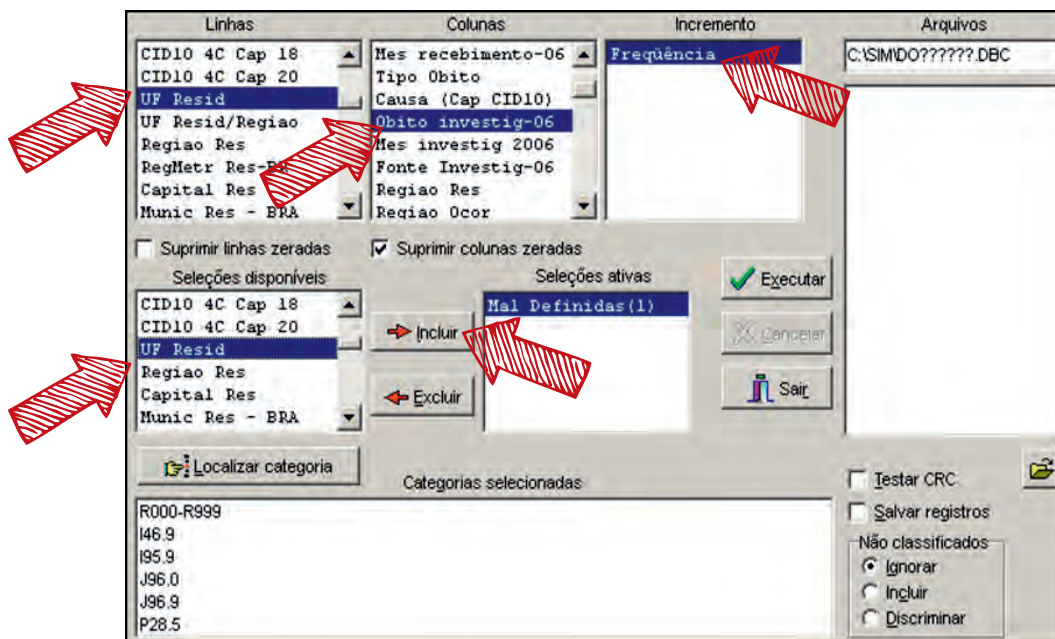 Linhas
Colunas
Incremento
Arquivos
CID10 4C Cap 18
CID10 4C Cap 20
UF Resid
UF Resid/Regiao
Regiao Res
RegMetr Res-BR
Capital Res
Munic Res - BRA
Mes recebimento-06
Tipo Obito
Causa (Cap CID10)
Obito investig-06
Mes investig 2006
Fonte Investig-06
Regiao Res
Regiao Ocor
Freqüência
C:\SIM\DO??????.DBC
Suprimir linhas zeradas
Suprimir colunas zeradas
Seleções disponíveis
Seleções ativas
CID10 4C Cap 18
CID10 4C Cap 20
UF Resid
Regiao Res
Capital Res
Munic Res - BRA
Incluir
Excluir
Mal Definidas(1)
Executar
Cancelar
Sair
Localizar categoria
Categorias selecionadas
R000-R999
I46.9
I95.9
J96.0
J96.9
P28.5
Testar CRC
Salvar registros
Não classificados
Ignorar
Incluir
Discriminar